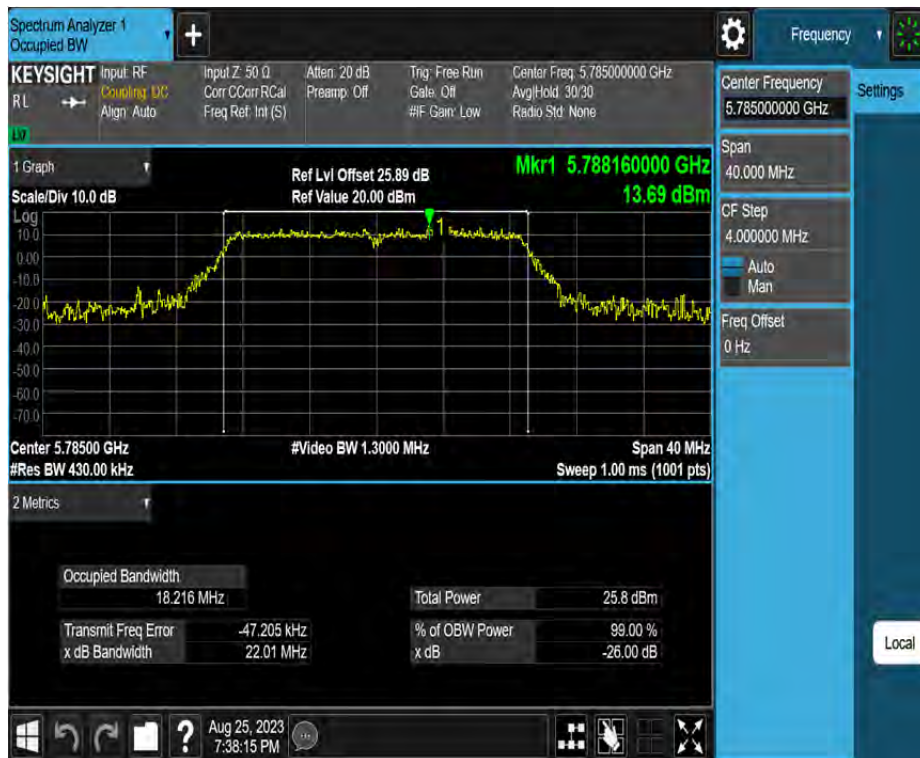 Spectrum Analyzer 1
Occupied BW
+
Frequency
KEYSIGHT
RL
Input: RF
Coupling: DC
Align: Auto
Input Z: 50 Ω
Corr CCorr RCal
Freq Ref: Int (S)
Atten: 20 dB
Preamp: Off
Trig: Free Run
Gate: Off
#IF Gain: Low
Center Freq: 5.785000000 GHz
Avg|Hold: 30/30
Radio Std: None
1 Graph
Scale/Div 10.0 dB
Ref Lvl Offset 25.89 dB
Ref Value 20.00 dBm
Mkr1 5.788160000 GHz
13.69 dBm
Log
10.0
0.00
-10.0
-20.0
-30.0
-40.0
-50.0
-60.0
-70.0
1
Center 5.78500 GHz
#Res BW 430.00 kHz
#Video BW 1.3000 MHz
Span 40 MHz
Sweep 1.00 ms (1001 pts)
2 Metrics
Occupied Bandwidth
18.216 MHz
Transmit Freq Error -47.205 kHz
x dB Bandwidth 22.01 MHz
Total Power 25.8 dBm
% of OBW Power 99.00 %
x dB -26.00 dB
Center Frequency
5.785000000 GHz
Span
40.000 MHz
CF Step
4.000000 MHz
Auto
Man
Freq Offset
0 Hz
Settings
Local
?
Aug 25, 2023
7:38:15 PM